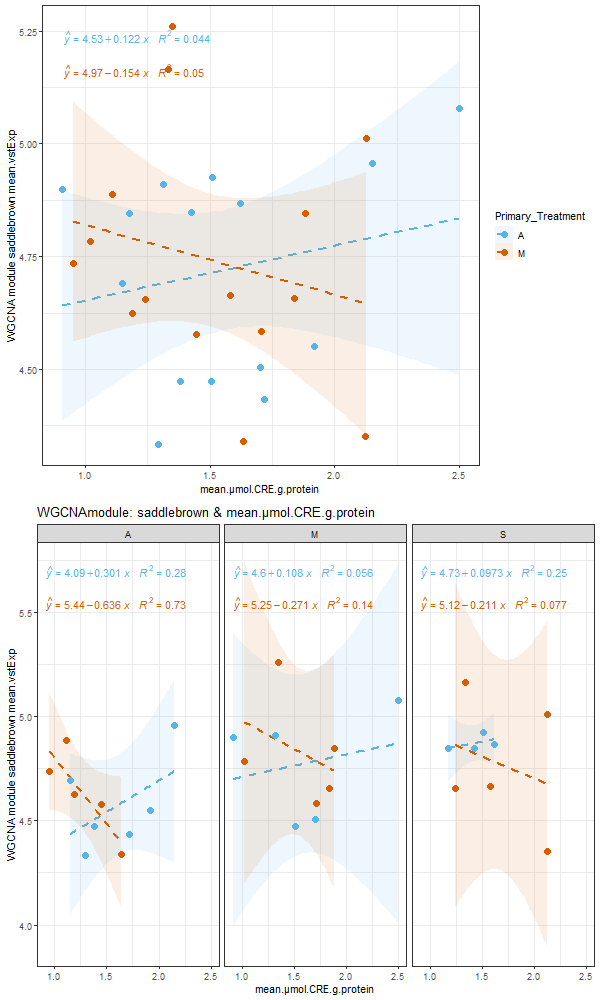 ŷ = 4.53 + 0.122 x R² = 0.044
ŷ = 4.97 − 0.154 x R² = 0.05
5.25
5.00
4.75
4.50
WGCNA module saddlebrown mean.vstExp
1.0 1.5 2.0 2.5
mean.µmol.CRE.g.protein
Primary_Treatment
A
M
WGCNAmodule: saddlebrown & mean.µmol.CRE.g.protein
A M S
ŷ = 4.09 + 0.301 x R² = 0.28 ŷ = 4.6 + 0.108 x R² = 0.056 ŷ = 4.73 + 0.0973 x R² = 0.25
ŷ = 5.44 − 0.636 x R² = 0.73 ŷ = 5.25 − 0.271 x R² = 0.14 ŷ = 5.12 − 0.211 x R² = 0.077
5.5
5.0
4.5
4.0
WGCNA module saddlebrown mean.vstExp
1.0 1.5 2.0 2.5 1.0 1.5 2.0 2.5 1.0 1.5 2.0 2.5
mean.µmol.CRE.g.protein